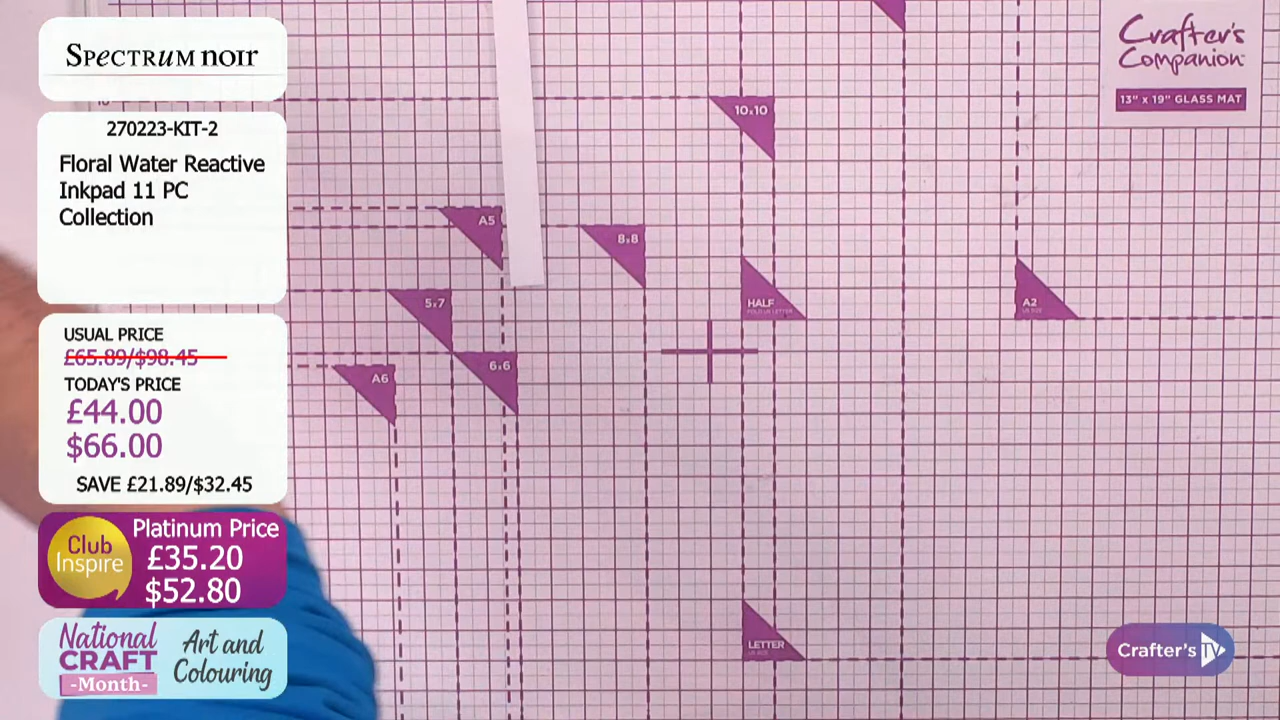 SPECTRUM NOIR
270223-KIT-2
Floral Water Reactive
Inkpad 11 PC
Collection
USUAL PRICE
£65.89/$98.45
TODAY'S PRICE
£44.00
$66.00
SAVE £21.89/$32.45
Club
Inspire
Platinum Price
£35.20
$52.80
National
CRAFT
-Month-
Art and
Colouring
Crafter's
Companion
13" x 19" GLASS MAT
10x10
A5
8x8
5x7
HALF
A2
6x6
A6
LETTER
Crafter's TV